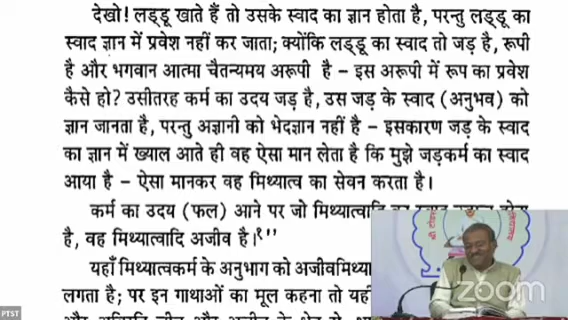 देखो! लड्डू खाते हैं तो उसके स्वाद का ज्ञान होता है, परन्तु लड्डू का
स्वाद ज्ञान में प्रवेश नहीं कर जाता; क्योंकि लड्डू का स्वाद तो जड़ है, रूपी
है और भगवान आत्मा चैतन्यमय अरूपी है – इस अरूपी में रूप का प्रवेश
कैसे हो? उसीतरह कर्म का उदय जड़ है, उस जड़ के स्वाद (अनुभव) को
ज्ञान जानता है, परन्तु अज्ञानी को भेदज्ञान नहीं है – इसकारण जड़ के स्वाद
का ज्ञान में ख्याल आते ही वह ऐसा मान लेता है कि मुझे जड़कर्म का स्वाद
आया है – ऐसा मानकर वह मिथ्यात्व का सेवन करता है।
कर्म का उदय (फल) आने पर जो मिथ्यात्वादि का
है, वह मिथ्यात्वादि अजीव है।१''
यहाँ मिथ्यात्वकर्म के अनुभाग को अजीवमिथ्या
लगता है; पर इन गाथाओं का मूल कहना तो यही
zoom
PTST